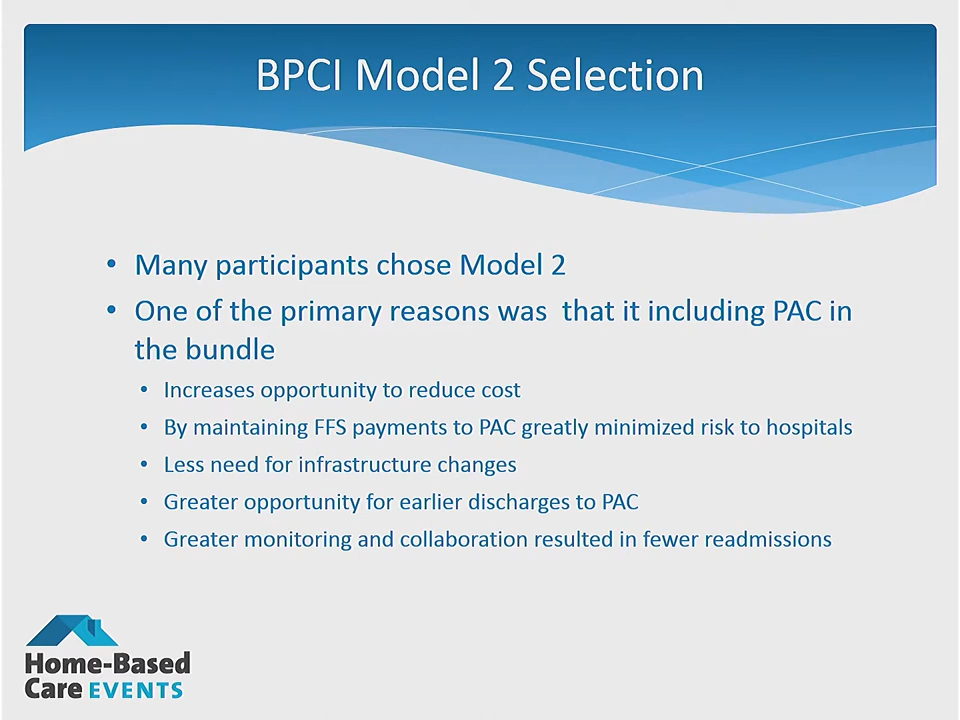 BPCI Model 2 Selection
• Many participants chose Model 2
• One of the primary reasons was  that it including PAC in
the bundle
• Increases opportunity to reduce cost
• By maintaining FFS payments to PAC greatly minimized risk to hospitals
• Less need for infrastructure changes
• Greater opportunity for earlier discharges to PAC
• Greater monitoring and collaboration resulted in fewer readmissions
Home-Based
Care EVENTS